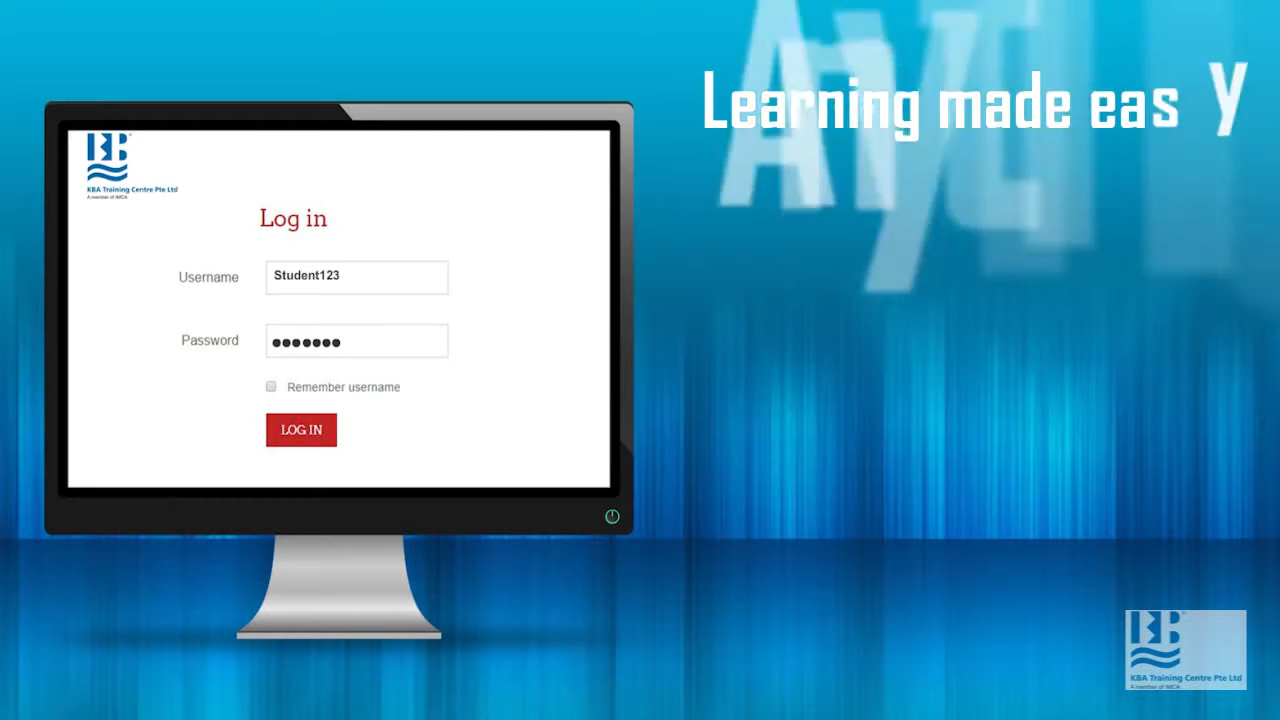 Learning made easy
KBA Training Centre Pte Ltd
A member of IMCA
Log in
Username
Student123
Password
Remember username
LOG IN
KBA Training Centre Pte Ltd
A member of IMCA